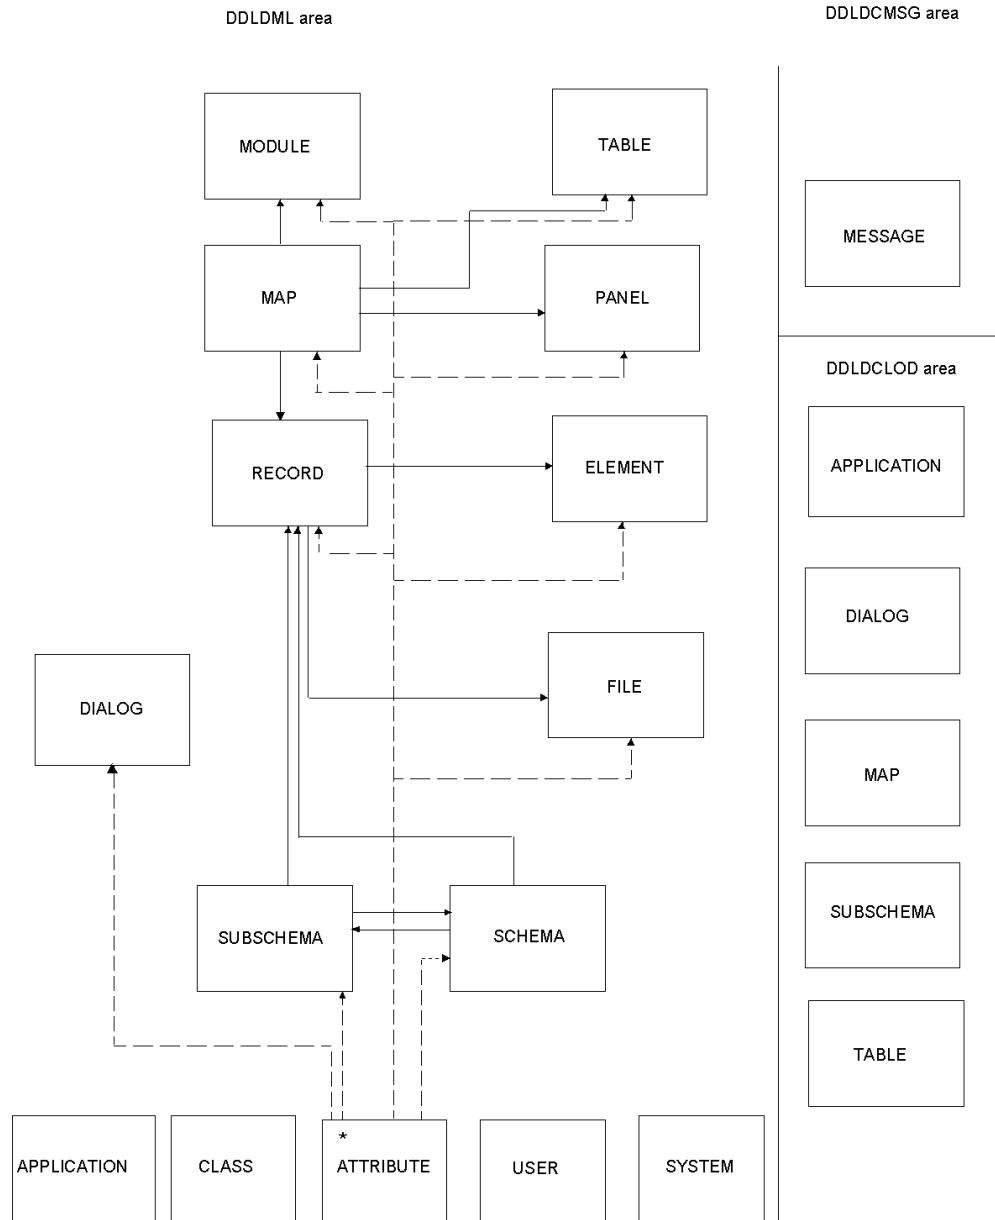 DDLDML area
DDLDCMSG area
MODULE
TABLE
MESSAGE
MAP
PANEL
DDLDCLOD area
RECORD
ELEMENT
APPLICATION
DIALOG
FILE
DIALOG
MAP
SUBSCHEMA
SCHEMA
SUBSCHEMA
TABLE
*
APPLICATION
CLASS
ATTRIBUTE
USER
SYSTEM